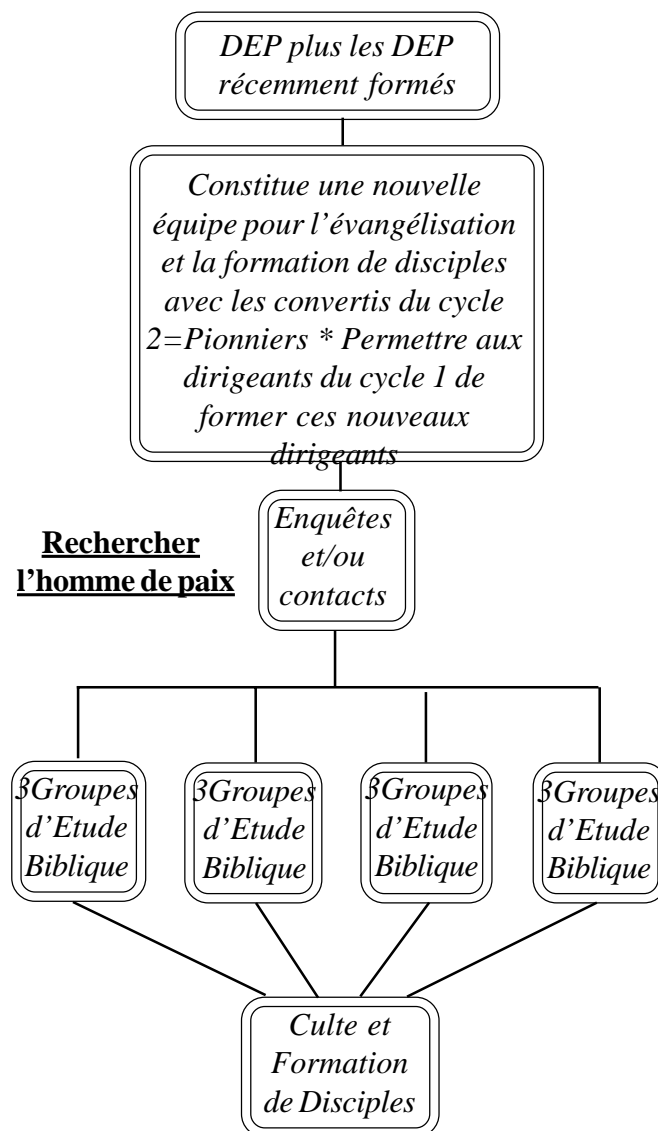 DEP plus les DEP
récemment formés
Constitue une nouvelle
équipe pour l’évangélisation
et la formation de disciples
avec les convertis du cycle
2=Pionniers * Permettre aux
dirigeants du cycle 1 de
former ces nouveaux
dirigeants
Rechercher
l’homme de paix
Enquêtes
et/ou
contacts
3Groupes
d’Etude
Biblique
3Groupes
d’Etude
Biblique
3Groupes
d’Etude
Biblique
3Groupes
d’Etude
Biblique
Culte et
Formation
de Disciples